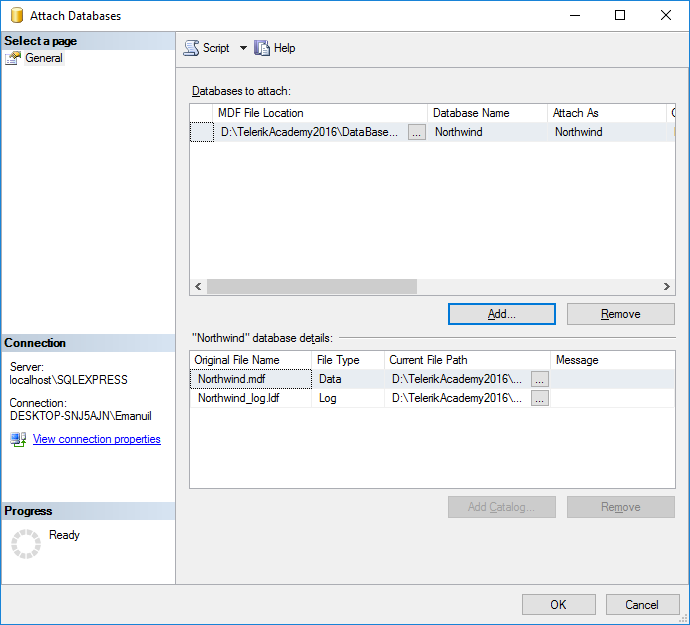 Attach Databases
Select a page
General
Script Help
Databases to attach:
MDF File Location Database Name Attach As
D:\TelerikAcademy2016\DataBase... ... Northwind Northwind
Add... Remove
"Northwind" database details:
Original File Name File Type Current File Path Message
Northwind.mdf Data D:\TelerikAcademy2016\... ...
Northwind_log.ldf Log D:\TelerikAcademy2016\... ...
Add Catalog... Remove
Connection
Server:
localhost\SQLEXPRESS
Connection:
DESKTOP-SNJ5AJN\Emanuil
View connection properties
Progress
Ready
OK Cancel